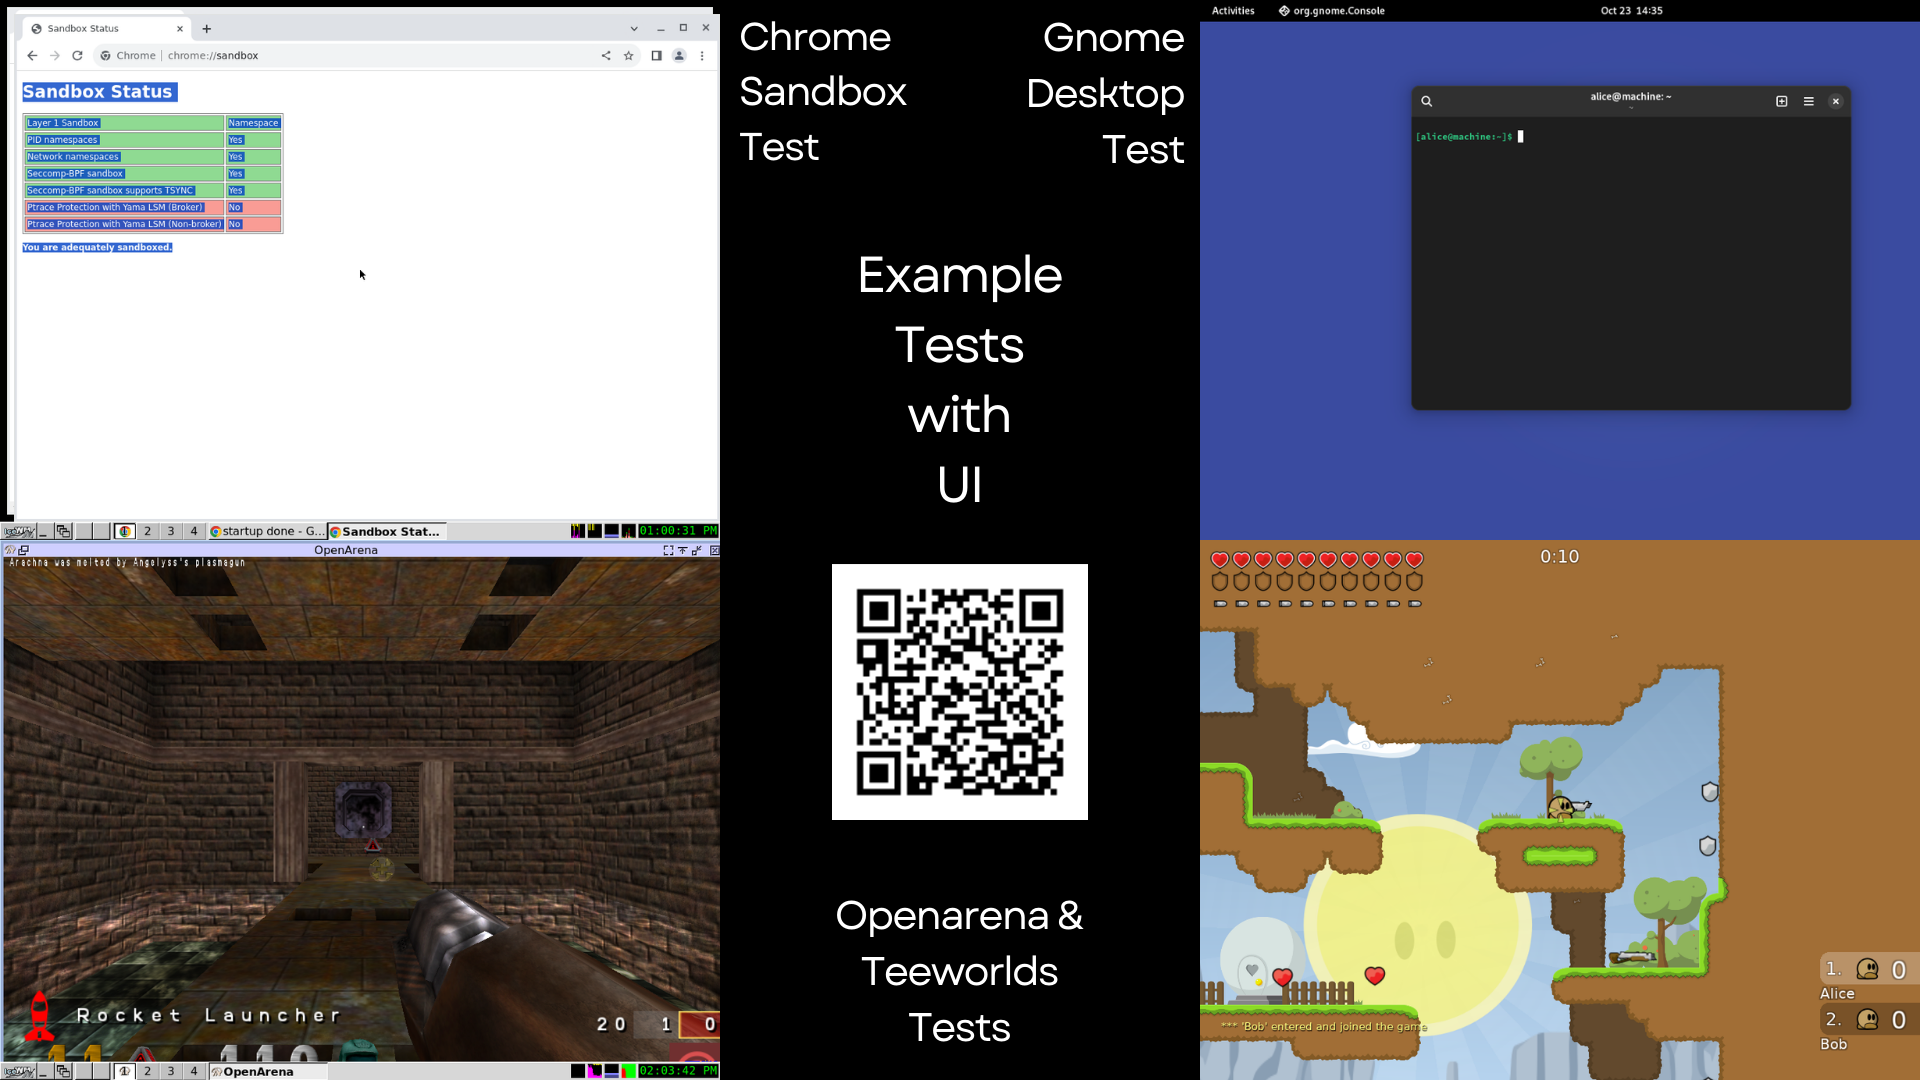 Sandbox Status
Chrome
chrome://sandbox
Sandbox Status
Layer 1 Sandbox Namespace
PID namespaces Yes
Network namespaces Yes
Seccomp-BPF sandbox Yes
Seccomp-BPF sandbox supports TSYNC Yes
Ptrace Protection with Yama LSM (Broker) No
Ptrace Protection with Yama LSM (Non-broker) No
You are adequately sandboxed.
1 2 3 4 startup done - G... Sandbox Stat... 01:00:31 PM
Chrome
Sandbox
Test
Gnome
Desktop
Test
Example
Tests
with
UI
Openarena &
Teeworlds
Tests
Activities org.gnome.Console Oct 23 14:35
alice@machine: ~
~
[alice@machine:~]$
OpenArena
Arachna was melted by Angolyss's plasmagun
Rocket Launcher
20 1 0
1 2 3 4 OpenArena 02:03:42 PM
0:10
1. 0
Alice
2. 0
Bob
*** 'Bob' entered and joined the game